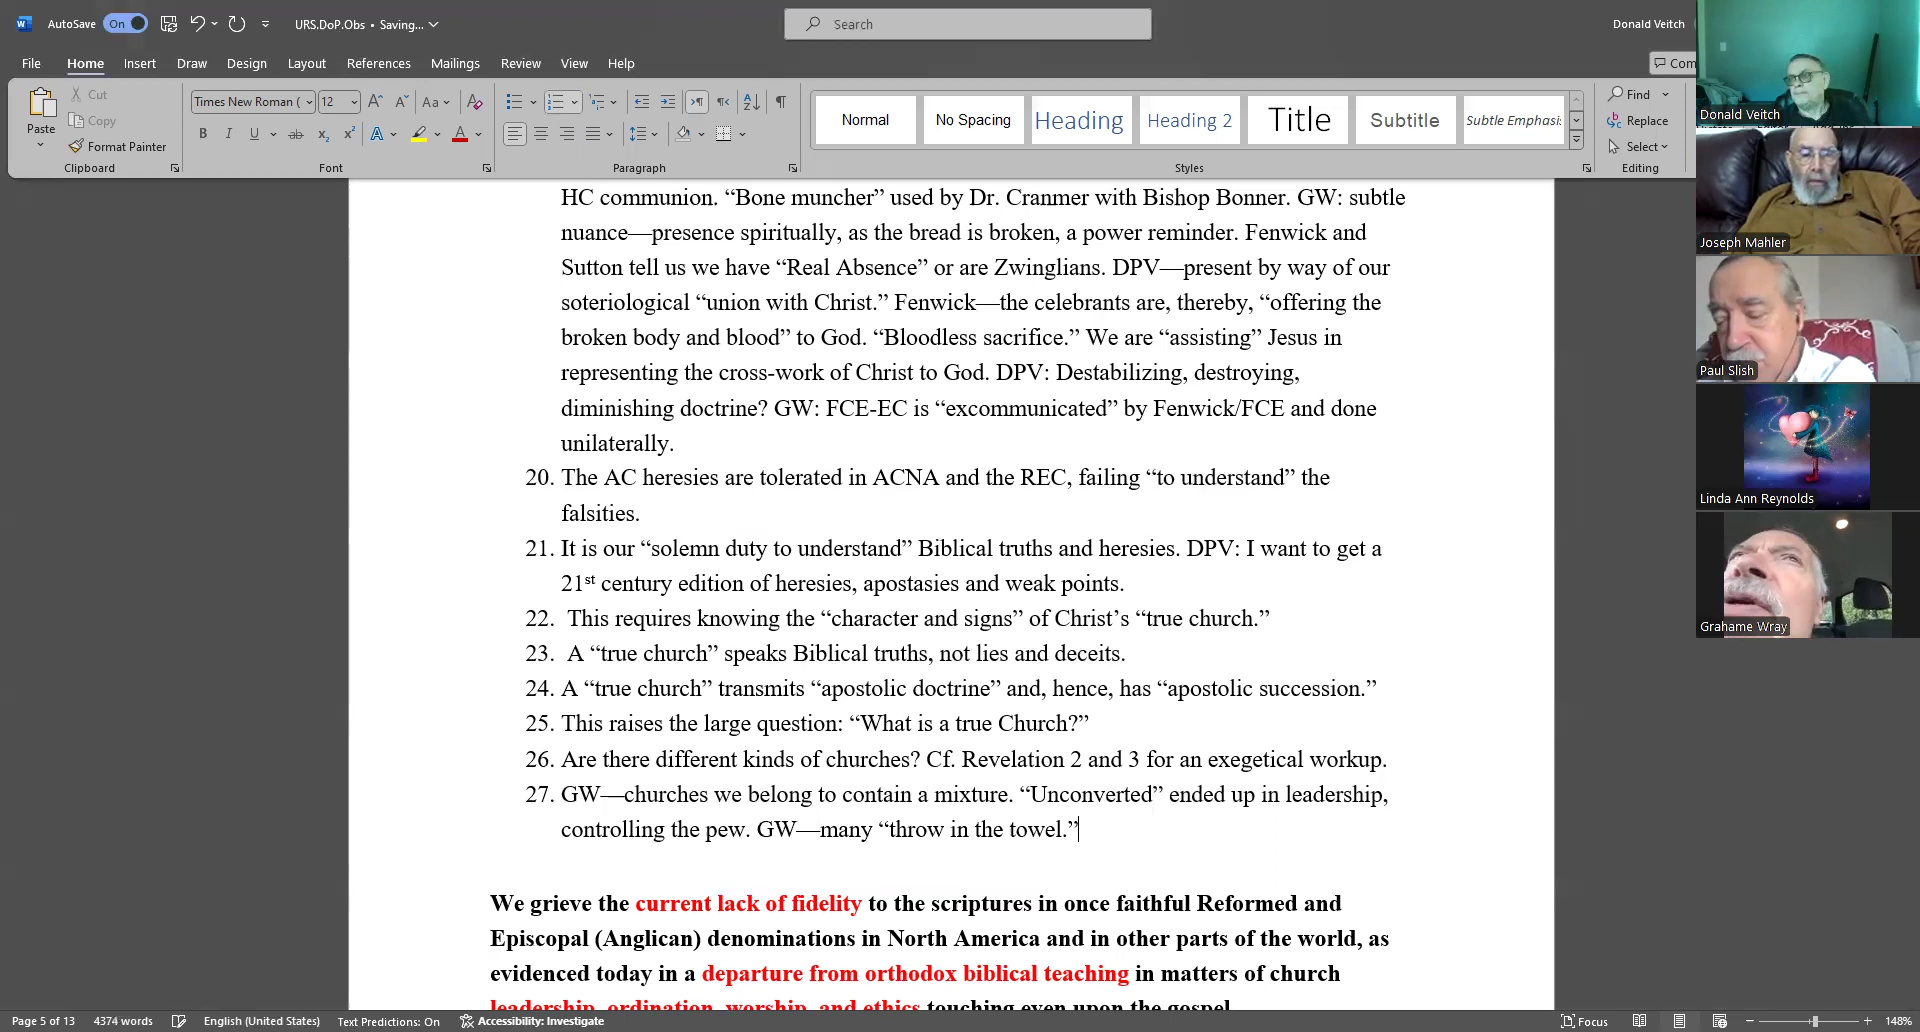 AutoSave On URS.DoP.Obs • Saving... Search Donald Veitch
File Home Insert Draw Design Layout References Mailings Review View Help Com
Paste Cut Copy Format Painter Clipboard
Times New Roman ( 12 Font
Paragraph
Normal No Spacing Heading Heading 2 Title Subtitle Subtle Emphasi Styles
Find Replace Select Editing
HC communion. “Bone muncher” used by Dr. Cranmer with Bishop Bonner. GW: subtle
nuance—presence spiritually, as the bread is broken, a power reminder. Fenwick and
Sutton tell us we have “Real Absence” or are Zwinglians. DPV—present by way of our
soteriological “union with Christ.” Fenwick—the celebrants are, thereby, “offering the
broken body and blood” to God. “Bloodless sacrifice.” We are “assisting” Jesus in
representing the cross-work of Christ to God. DPV: Destabilizing, destroying,
diminishing doctrine? GW: FCE-EC is “excommunicated” by Fenwick/FCE and done
unilaterally.
20. The AC heresies are tolerated in ACNA and the REC, failing “to understand” the
falsities.
21. It is our “solemn duty to understand” Biblical truths and heresies. DPV: I want to get a
21st century edition of heresies, apostasies and weak points.
22. This requires knowing the “character and signs” of Christ’s “true church.”
23. A “true church” speaks Biblical truths, not lies and deceits.
24. A “true church” transmits “apostolic doctrine” and, hence, has “apostolic succession.”
25. This raises the large question: “What is a true Church?”
26. Are there different kinds of churches? Cf. Revelation 2 and 3 for an exegetical workup.
27. GW—churches we belong to contain a mixture. “Unconverted” ended up in leadership,
controlling the pew. GW—many “throw in the towel.”
We grieve the current lack of fidelity to the scriptures in once faithful Reformed and
Episcopal (Anglican) denominations in North America and in other parts of the world, as
evidenced today in a departure from orthodox biblical teaching in matters of church
leadership, ordination, worship, and ethics touching even upon the gospel
Donald Veitch
Joseph Mahler
Paul Slish
Linda Ann Reynolds
Grahame Wray
Page 5 of 13 4374 words English (United States) Text Predictions: On Accessibility: Investigate Focus 148%